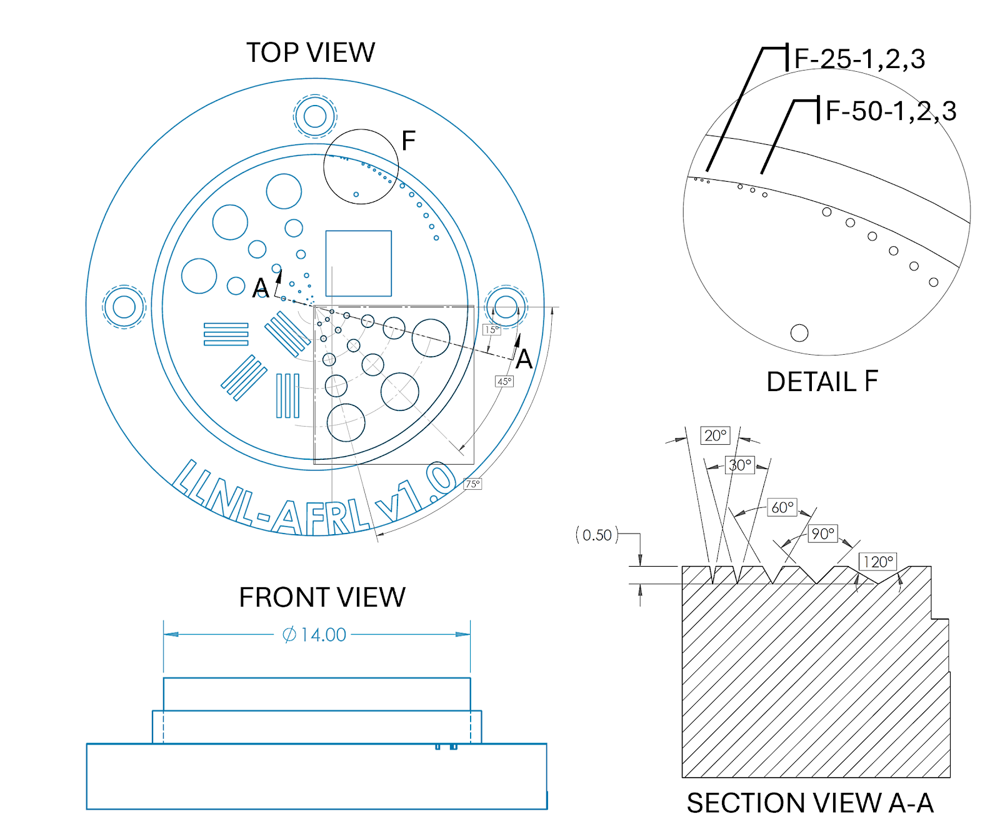 TOP VIEW
F
A
A
15°
45°
75°
LLNL-AFRL v1.0
F-25-1,2,3
F-50-1,2,3
DETAIL F
FRONT VIEW
∅14.00
20°
30°
60°
90°
120°
(0.50)
SECTION VIEW A-A